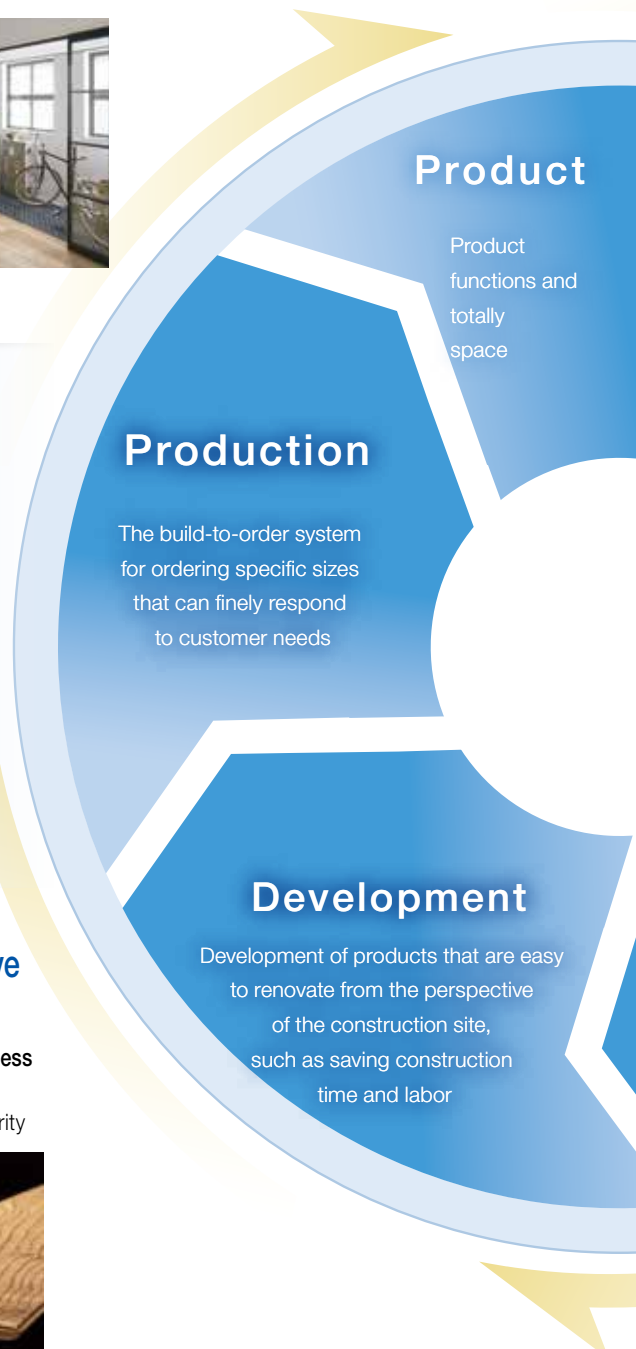 Product
Product
functions and
totally
space
Production
The build-to-order system
for ordering specific sizes
that can finely respond
to customer needs
Development
Development of products that are easy
to renovate from the perspective
of the construction site,
such as saving construction
time and labor
ve
ess
rity